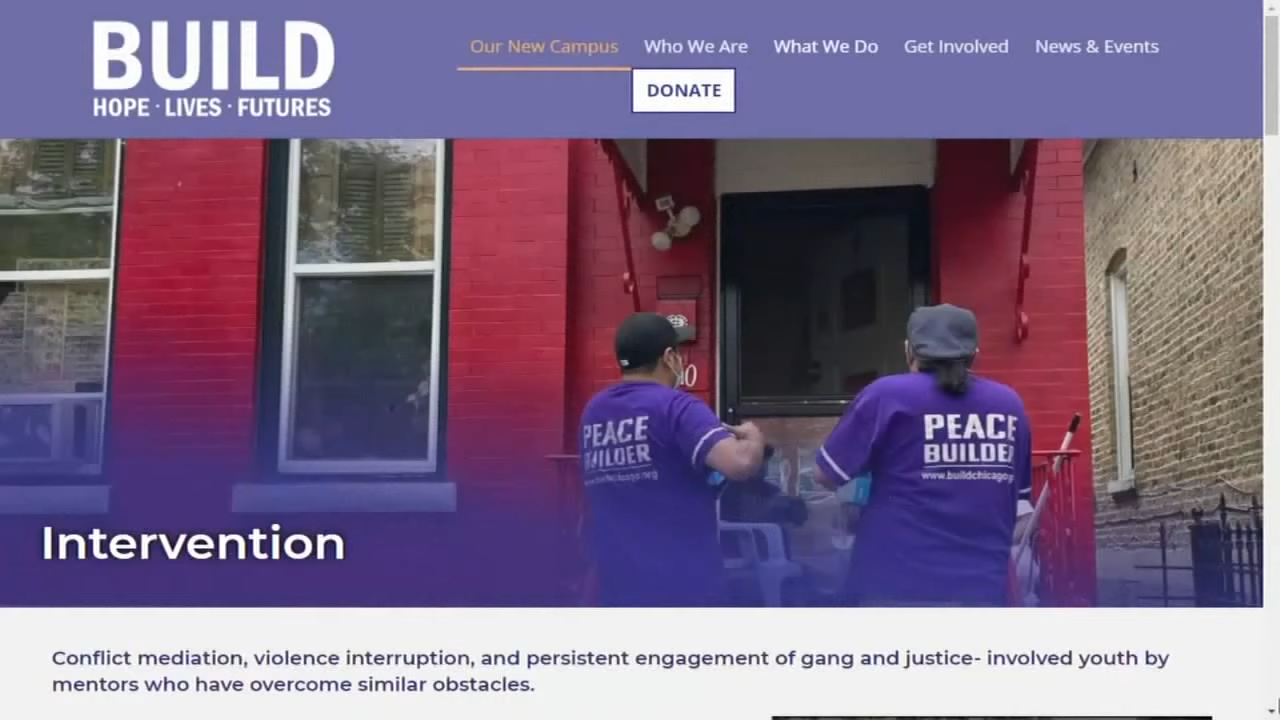 BUILD
HOPE · LIVES · FUTURES
Our New Campus Who We Are What We Do Get Involved News & Events
DONATE
PEACE
BUILDER
PEACE
BUILDER
www.buildchicago
Intervention
Conflict mediation, violence interruption, and persistent engagement of gang and justice- involved youth by
mentors who have overcome similar obstacles.